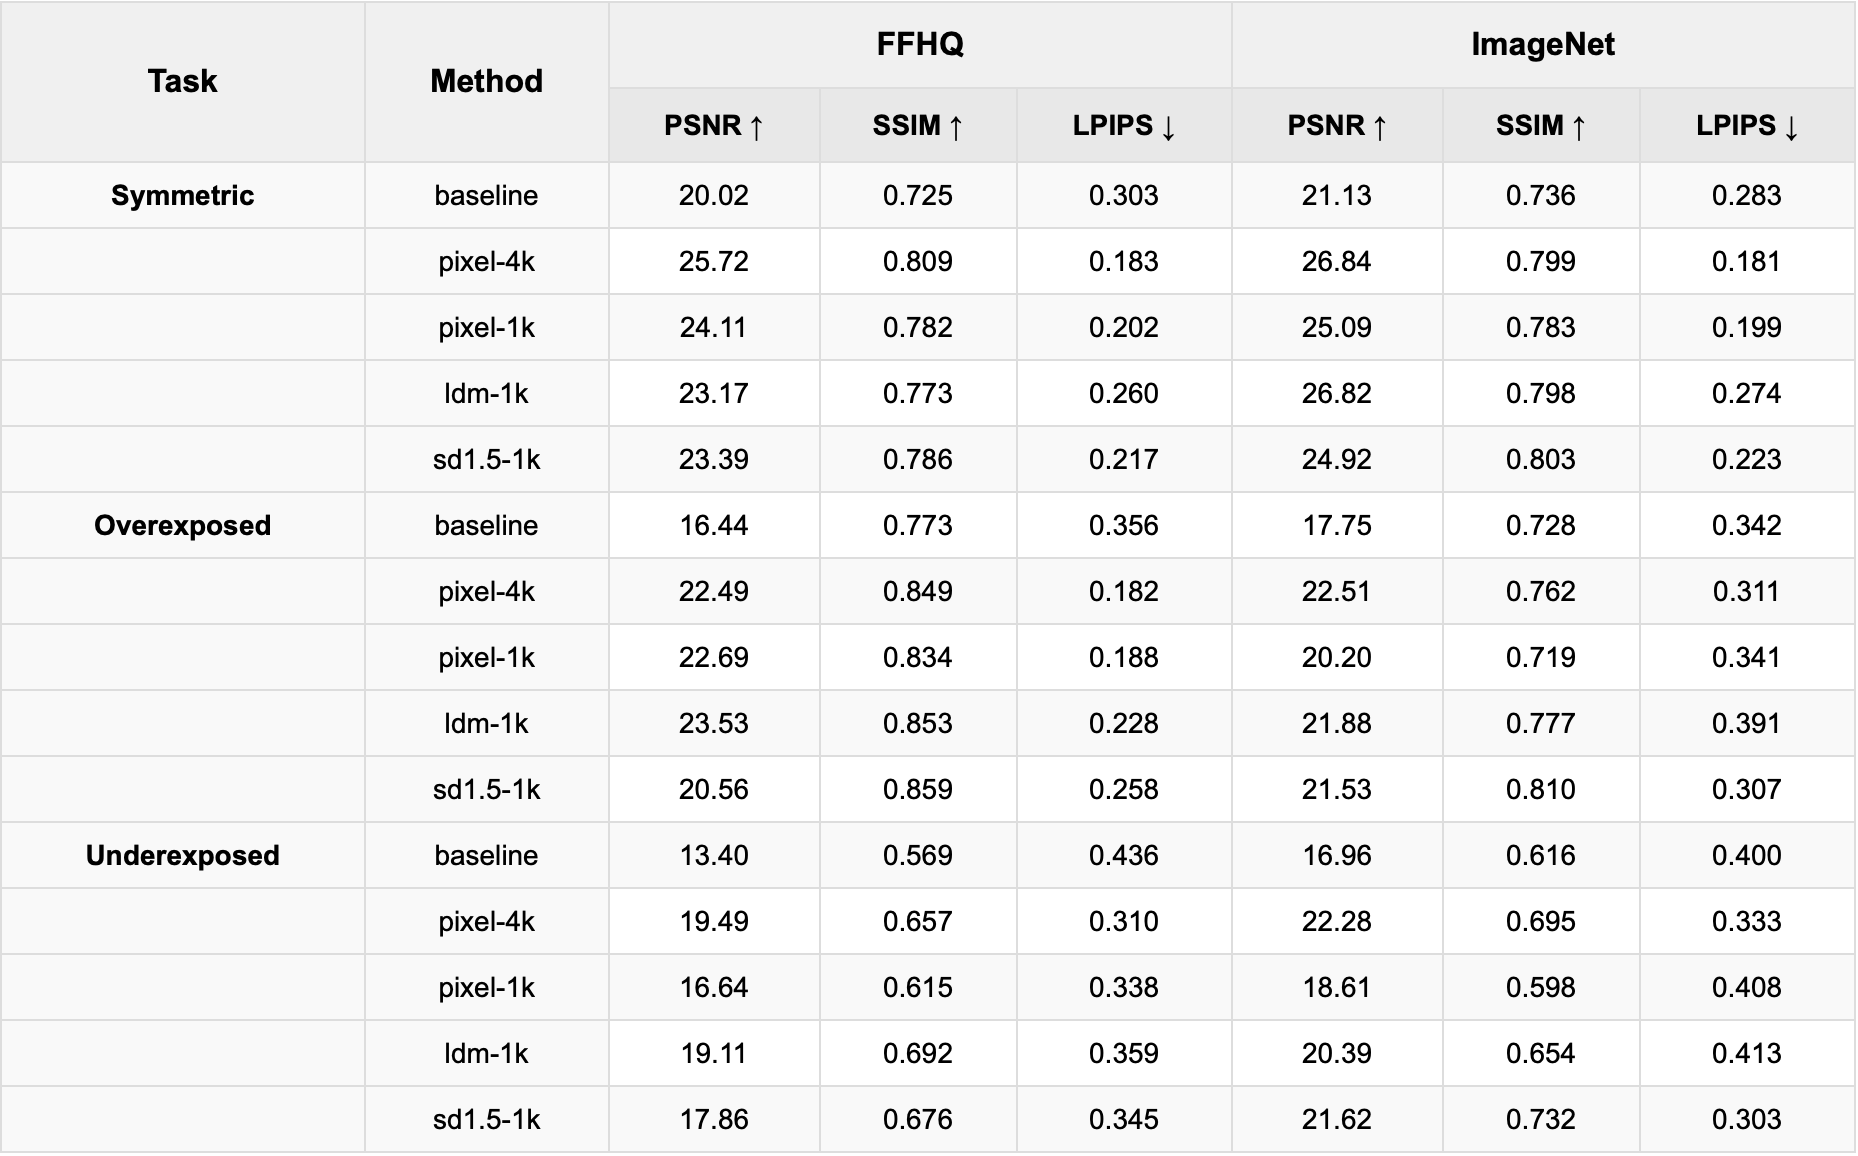 Task Method FFHQ ImageNet
PSNR ↑ SSIM ↑ LPIPS ↓ PSNR ↑ SSIM ↑ LPIPS ↓
Symmetric baseline 20.02 0.725 0.303 21.13 0.736 0.283
pixel-4k 25.72 0.809 0.183 26.84 0.799 0.181
pixel-1k 24.11 0.782 0.202 25.09 0.783 0.199
ldm-1k 23.17 0.773 0.260 26.82 0.798 0.274
sd1.5-1k 23.39 0.786 0.217 24.92 0.803 0.223
Overexposed baseline 16.44 0.773 0.356 17.75 0.728 0.342
pixel-4k 22.49 0.849 0.182 22.51 0.762 0.311
pixel-1k 22.69 0.834 0.188 20.20 0.719 0.341
ldm-1k 23.53 0.853 0.228 21.88 0.777 0.391
sd1.5-1k 20.56 0.859 0.258 21.53 0.810 0.307
Underexposed baseline 13.40 0.569 0.436 16.96 0.616 0.400
pixel-4k 19.49 0.657 0.310 22.28 0.695 0.333
pixel-1k 16.64 0.615 0.338 18.61 0.598 0.408
ldm-1k 19.11 0.692 0.359 20.39 0.654 0.413
sd1.5-1k 17.86 0.676 0.345 21.62 0.732 0.303